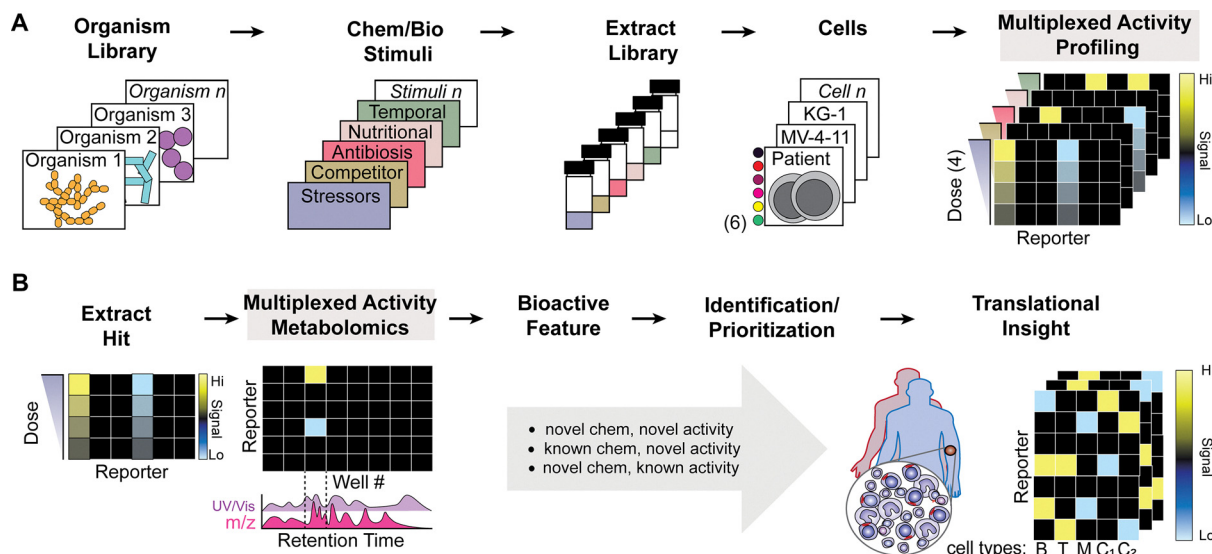 A
Organism
Library
Chem/Bio
Stimuli
Extract
Library
Cells
Multiplexed Activity
Profiling
Organism n
Organism 3
Organism 2
Organism 1
Stimuli n
Temporal
Nutritional
Antibiosis
Competitor
Stressors
Cell n
KG-1
MV-4-11
Patient
(6)
Dose (4)
Reporter
Hi
Signal
Lo
B
Extract
Hit
Multiplexed Activity
Metabolomics
Bioactive
Feature
Identification/
Prioritization
Translational
Insight
Dose
Reporter
Hi
Signal
Lo
Reporter
Well #
UV/Vis
m/z
Retention Time
• novel chem, novel activity
• known chem, novel activity
• novel chem, known activity
Reporter
H
Signal
Lo
cell types: B T M C₁ C₂